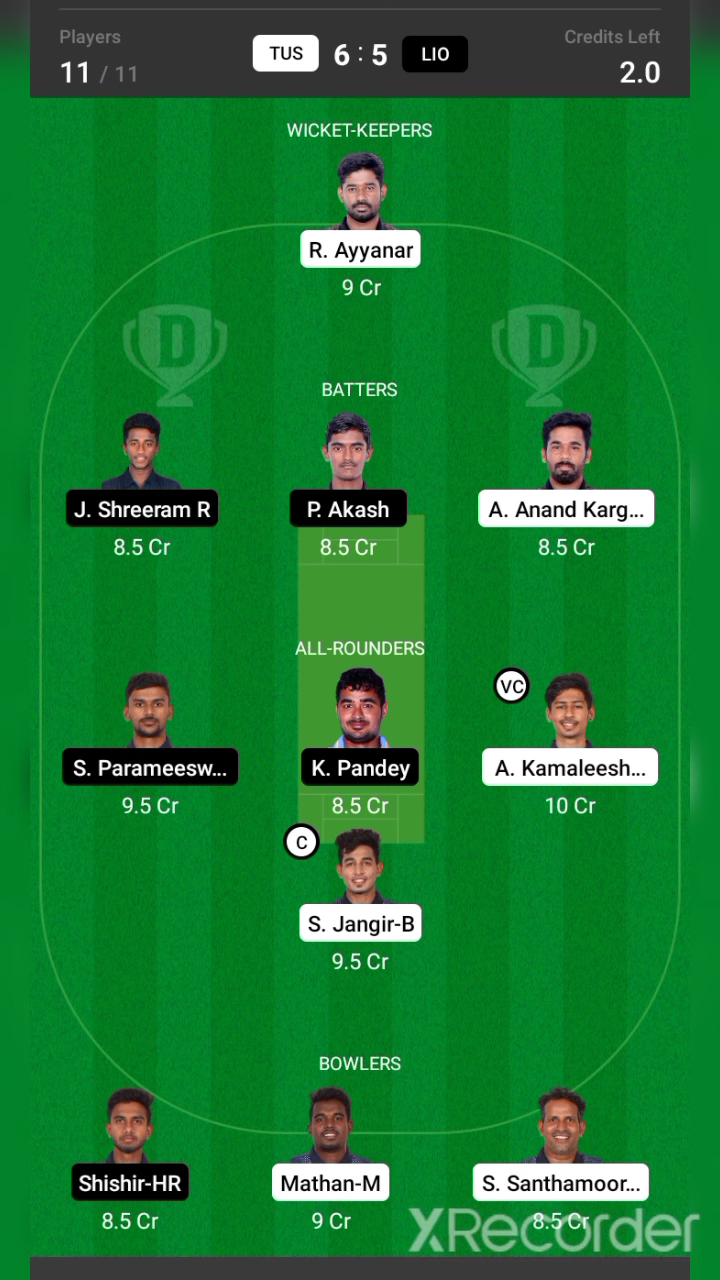 Players
Credits Left
11 / 11
TUS 6 : 5 LIO
2.0
WICKET-KEEPERS
R. Ayyanar
9 Cr
D D
BATTERS
J. Shreeram R P. Akash A. Anand Karg...
8.5 Cr 8.5 Cr 8.5 Cr
ALL-ROUNDERS
VC
S. Parameesw... K. Pandey A. Kamaleesh...
9.5 Cr 8.5 Cr 10 Cr
C
S. Jangir-B
9.5 Cr
BOWLERS
Shishir-HR Mathan-M S. Santhamoor...
8.5 Cr 9 Cr 8.5 Cr
XRecorder